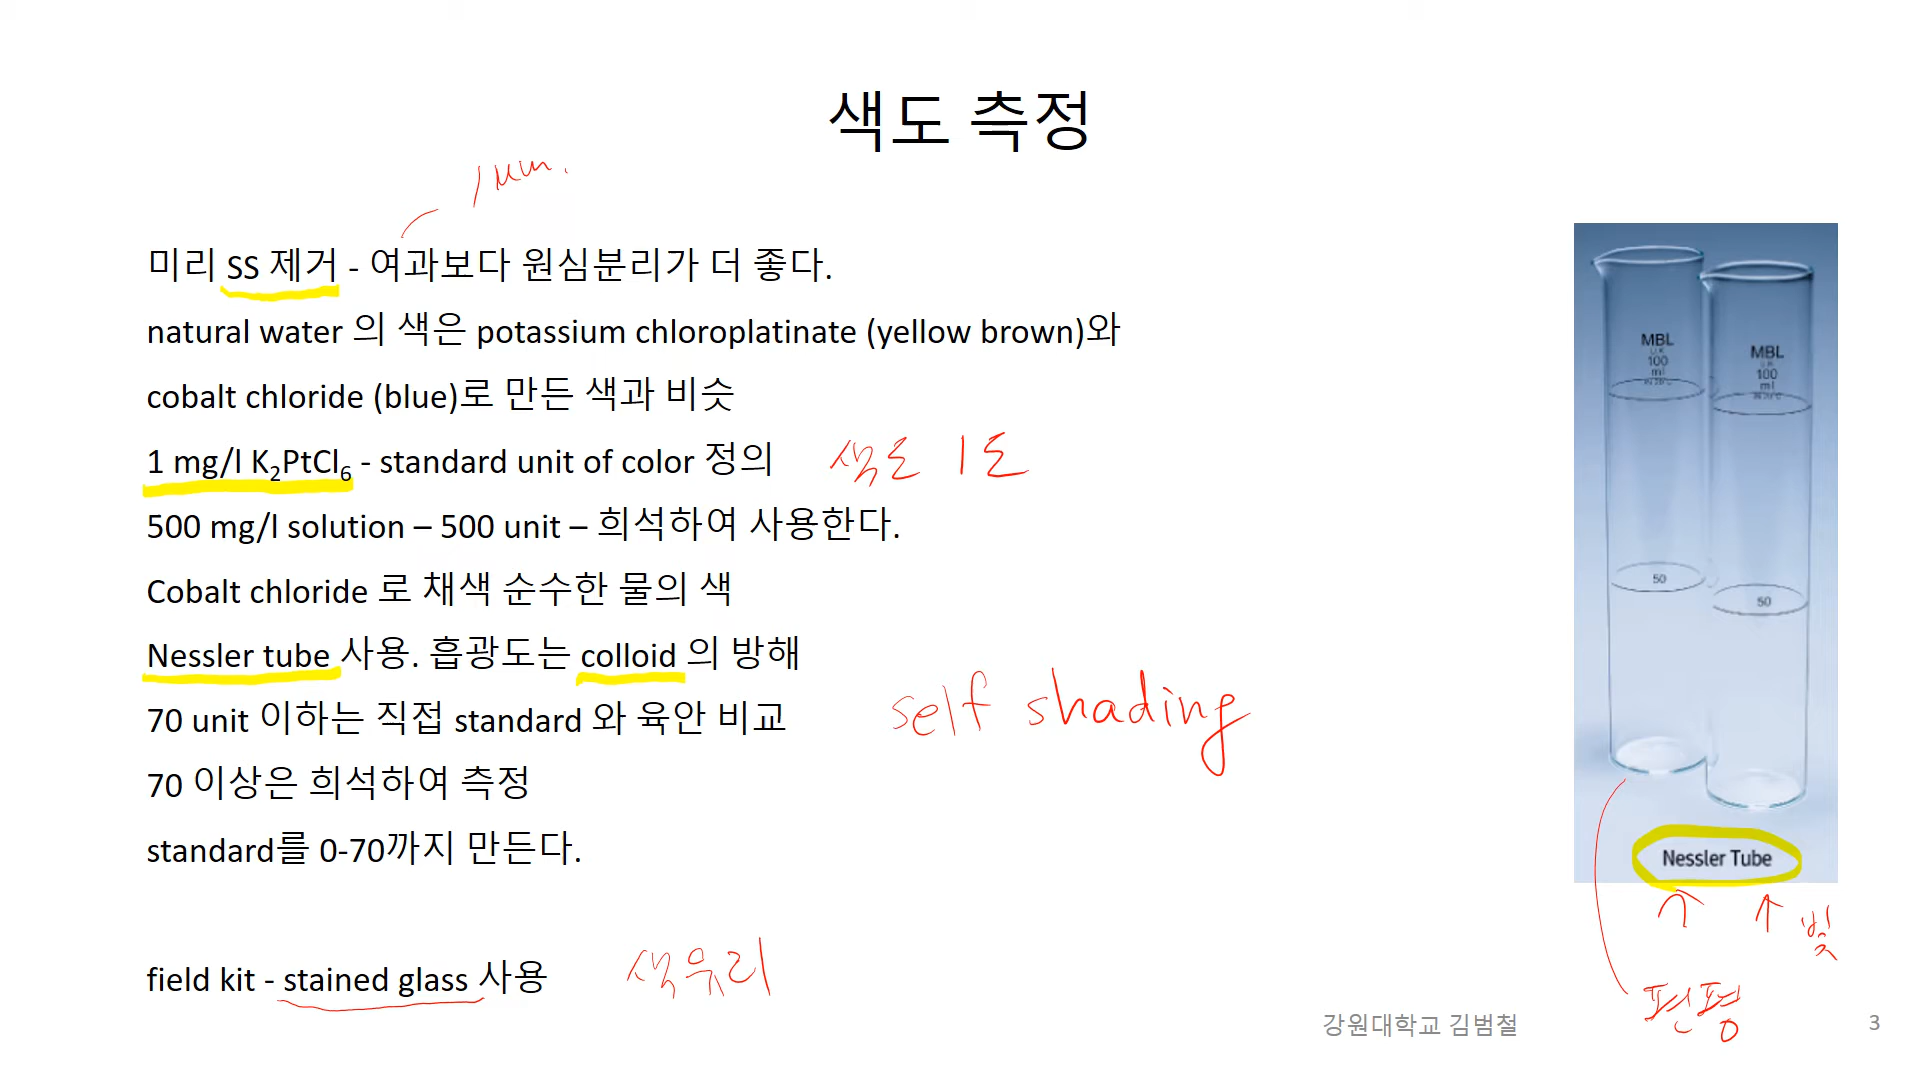 색도 측정
1 μm.
미리 SS 제거 - 여과보다 원심분리가 더 좋다.
natural water 의 색은 potassium chloroplatinate (yellow brown)와
cobalt chloride (blue)로 만든 색과 비슷
1 mg/l K₂PtCl₆ - standard unit of color 정의 색도 1도
500 mg/l solution – 500 unit – 희석하여 사용한다.
Cobalt chloride 로 채색 순수한 물의 색
Nessler tube 사용. 흡광도는 colloid 의 방해
70 unit 이하는 직접 standard 와 육안 비교
self shading
70 이상은 희석하여 측정
standard를 0-70까지 만든다.
field kit - stained glass 사용 색유리
MBL
U.K
100
ml
50
MBL
U.K
100
ml
50
Nessler Tube
빛
편평
강원대학교 김범철
3